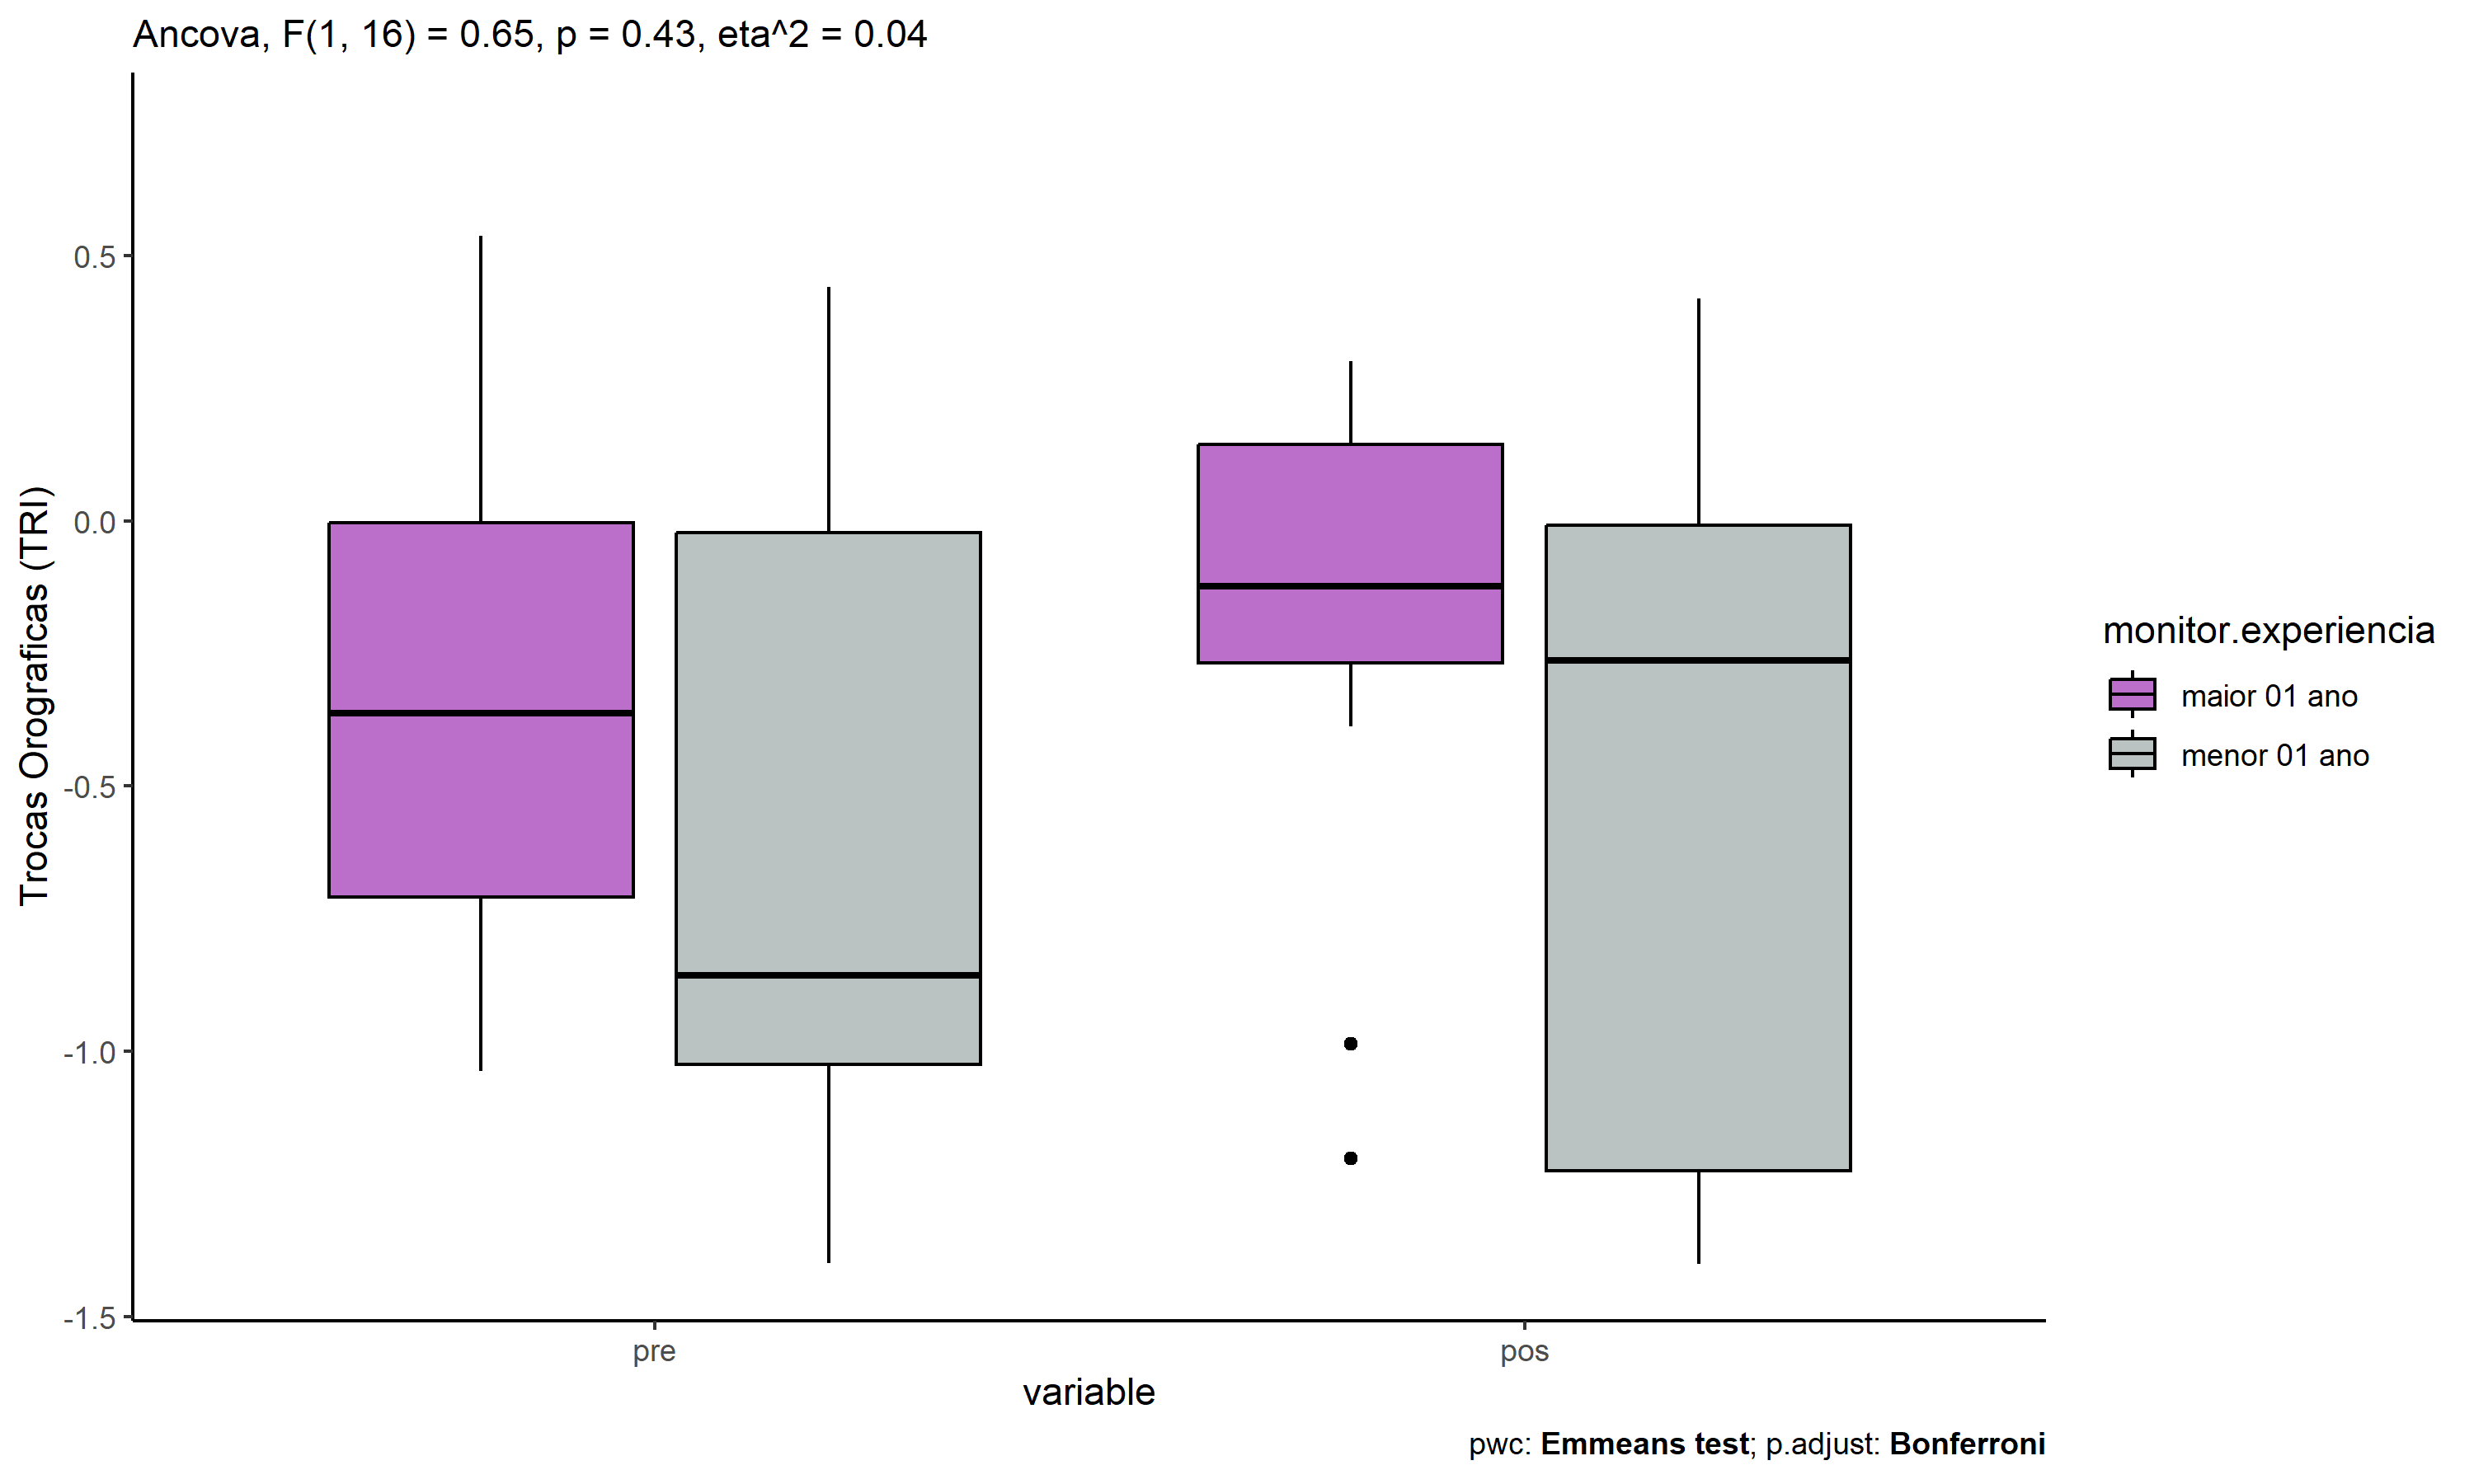 Ancova, F(1, 16) = 0.65, p = 0.43, eta^2 = 0.04
Trocas Orograficas (TRI)
0.5
0.0
-0.5
-1.0
-1.5
pre
pos
variable
monitor.experiencia
maior 01 ano
menor 01 ano
pwc: Emmeans test; p.adjust: Bonferroni